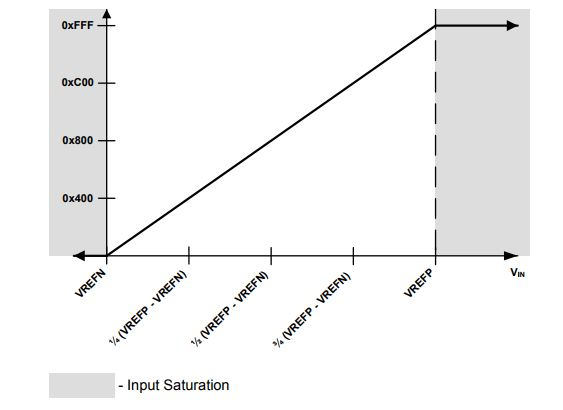 0xFFF
0xC00
0x800
0x400
VREFN
¼ (VREFP - VREFN)
½ (VREFP - VREFN)
¾ (VREFP - VREFN)
VREFP
VIN
- Input Saturation